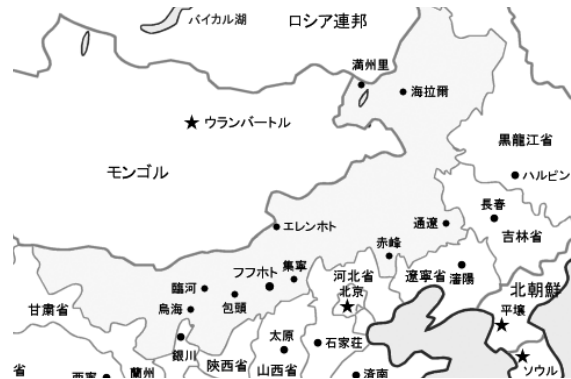 バイカル湖
ロシア連邦
満州里
海拉爾
★ウランバートル
黒龍江省
モンゴル
ハルビン
長春
エレンホト
通遼
吉林省
赤峰
集寧
フフホト
河北省
遼寧省
瀋陽
臨河
北京
北朝鮮
包頭
烏海
甘粛省
平壌
太原
石家荘
銀川
陝西省
山西省
ソウル
省
蘭州
西寧
済南